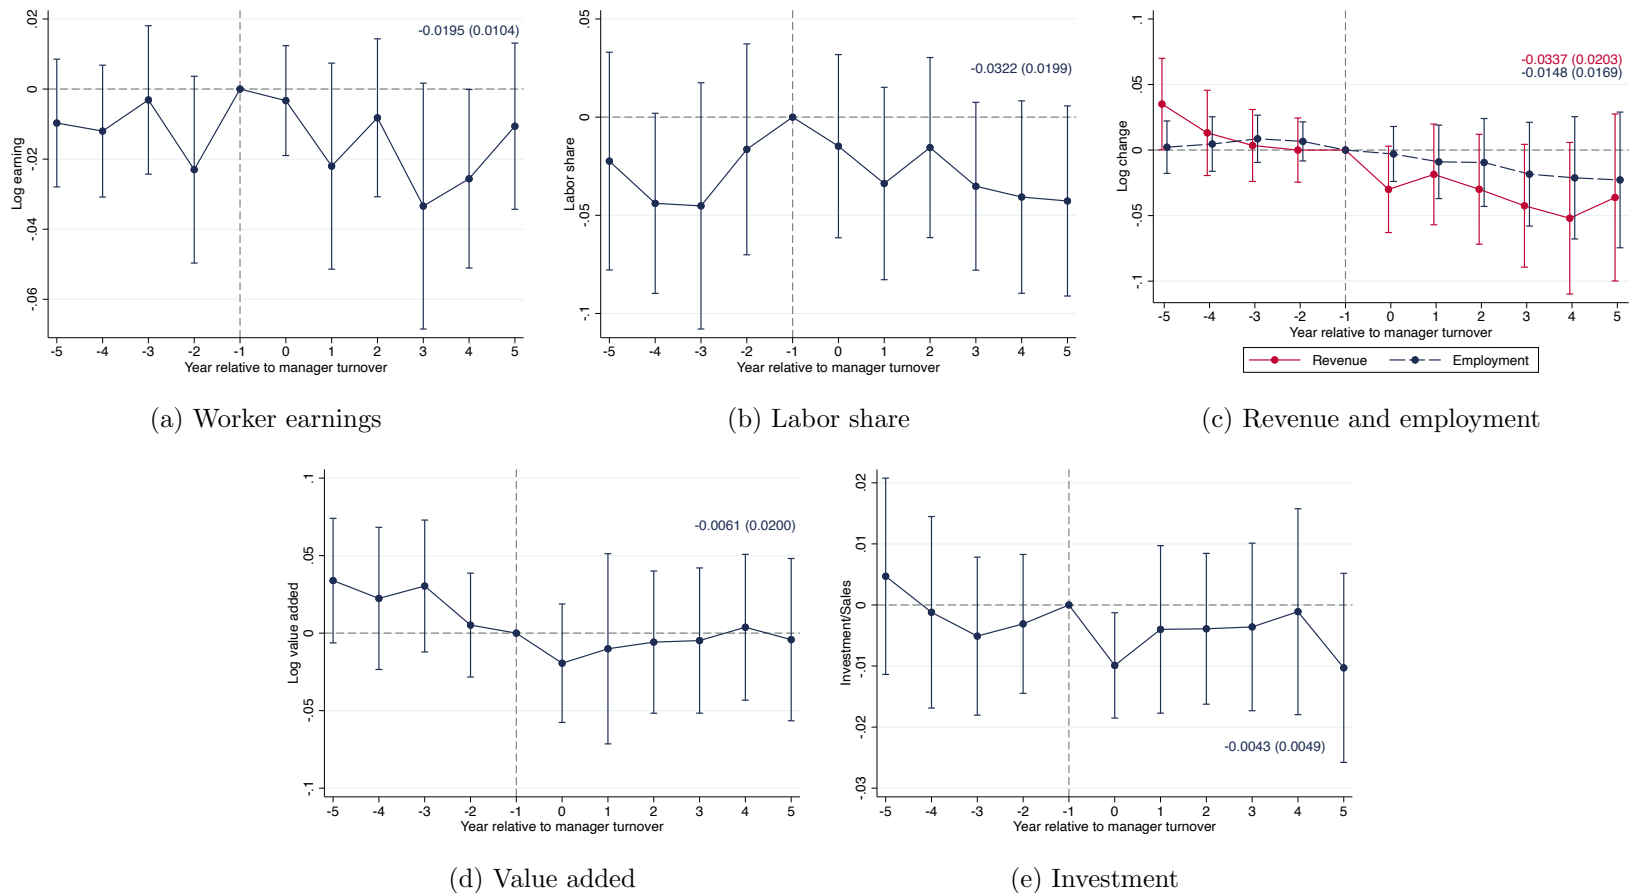 -0.0195 (0.0104)
.02
0
-.02
-.04
-.06
Log earning
-5 -4 -3 -2 -1 0 1 2 3 4 5
Year relative to manager turnover
(a) Worker earnings
-0.0322 (0.0199)
.05
0
-.05
-.1
Labor share
-5 -4 -3 -2 -1 0 1 2 3 4 5
Year relative to manager turnover
(b) Labor share
-0.0337 (0.0203)
-0.0148 (0.0169)
.1
.05
0
-.05
-.1
Log change
-5 -4 -3 -2 -1 0 1 2 3 4 5
Year relative to manager turnover
Revenue Employment
(c) Revenue and employment
-0.0061 (0.0200)
.1
.05
0
-.05
-.1
Log value added
-5 -4 -3 -2 -1 0 1 2 3 4 5
Year relative to manager turnover
(d) Value added
.02
.01
0
-.01
-.02
-.03
Investment/Sales
-0.0043 (0.0049)
-5 -4 -3 -2 -1 0 1 2 3 4 5
Year relative to manager turnover
(e) Investment